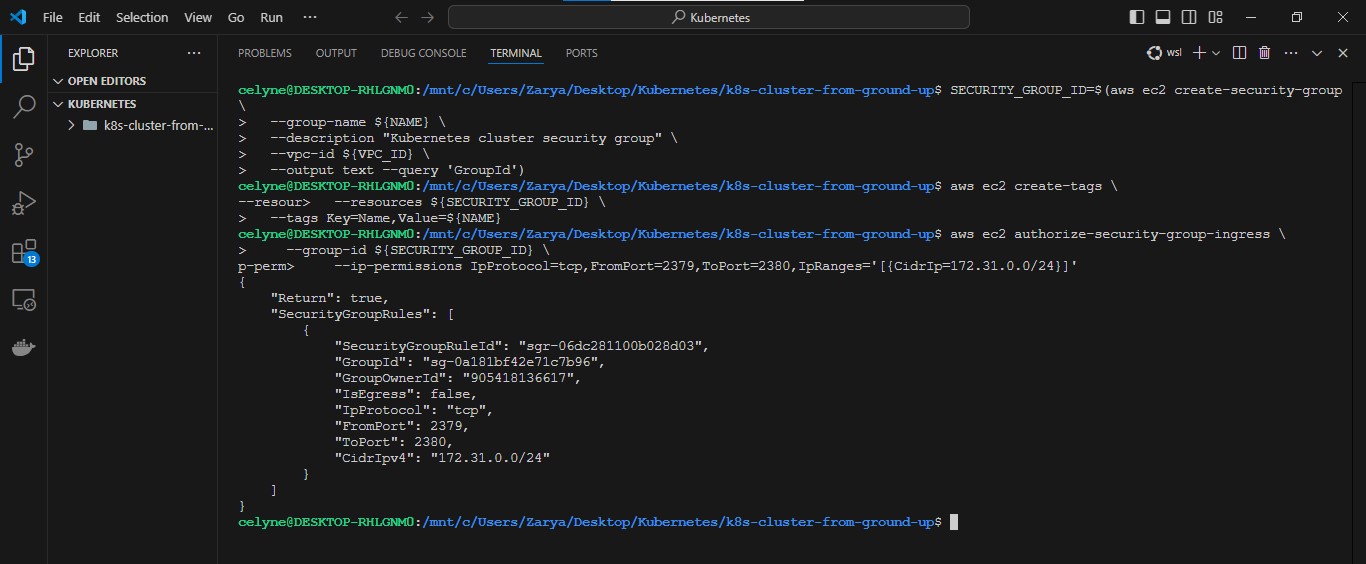 File Edit Selection View Go Run ··· Kubernetes
EXPLORER ···
OPEN EDITORS
KUBERNETES
k8s-cluster-from-...
13
PROBLEMS OUTPUT DEBUG CONSOLE TERMINAL PORTS wsl
celyne@DESKTOP-RHLGNM0:/mnt/c/Users/Zarya/Desktop/Kubernetes/k8s-cluster-from-ground-up$ SECURITY_GROUP_ID=$(aws ec2 create-security-group
\
>   --group-name ${NAME} \
>   --description "Kubernetes cluster security group" \
>   --vpc-id ${VPC_ID} \
>   --output text --query 'GroupId')
celyne@DESKTOP-RHLGNM0:/mnt/c/Users/Zarya/Desktop/Kubernetes/k8s-cluster-from-ground-up$ aws ec2 create-tags \
--resour>   --resources ${SECURITY_GROUP_ID} \
>   --tags Key=Name,Value=${NAME}
celyne@DESKTOP-RHLGNM0:/mnt/c/Users/Zarya/Desktop/Kubernetes/k8s-cluster-from-ground-up$ aws ec2 authorize-security-group-ingress \
>     --group-id ${SECURITY_GROUP_ID} \
p-perm>     --ip-permissions IpProtocol=tcp,FromPort=2379,ToPort=2380,IpRanges='[{CidrIp=172.31.0.0/24}]'
{
    "Return": true,
    "SecurityGroupRules": [
        {
            "SecurityGroupRuleId": "sgr-06dc281100b028d03",
            "GroupId": "sg-0a181bf42e71c7b96",
            "GroupOwnerId": "905418136617",
            "IsEgress": false,
            "IpProtocol": "tcp",
            "FromPort": 2379,
            "ToPort": 2380,
            "CidrIpv4": "172.31.0.0/24"
        }
    ]
}
celyne@DESKTOP-RHLGNM0:/mnt/c/Users/Zarya/Desktop/Kubernetes/k8s-cluster-from-ground-up$